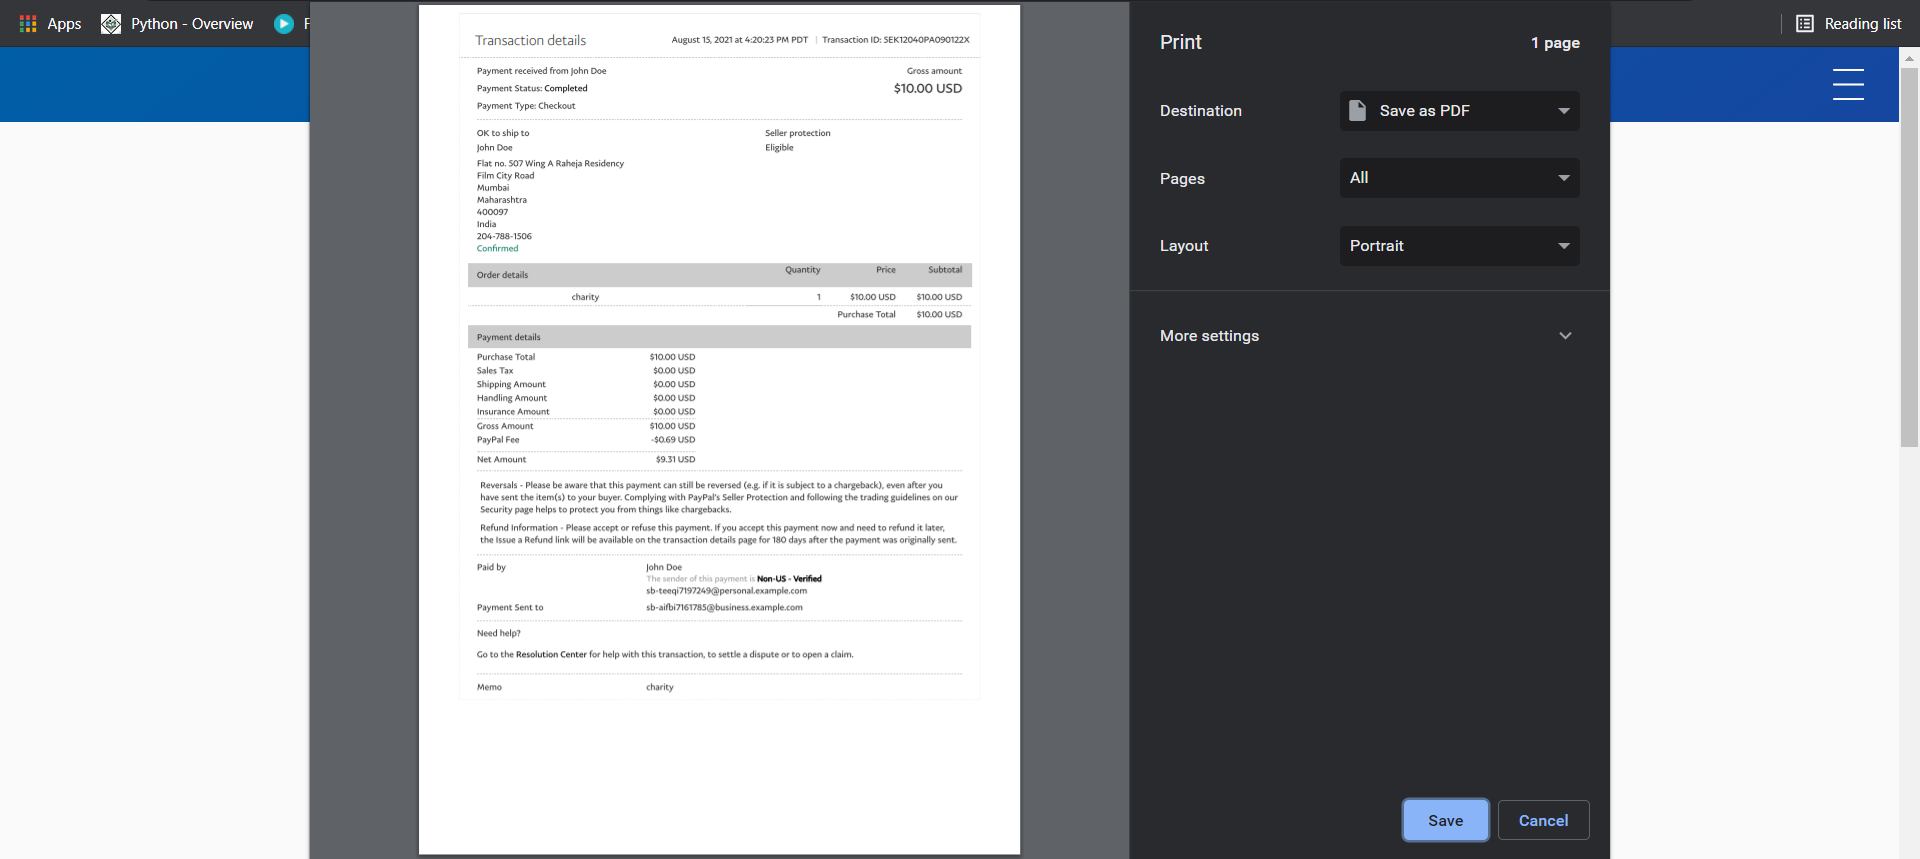 Apps
Python - Overview
Reading list
Transaction details
August 15, 2021 at 4:20:23 PM PDT | Transaction ID: 5EK12040PA090122X
Payment received from John Doe
Gross amount
Payment Status: Completed
$10.00 USD
Payment Type: Checkout
OK to ship to
Seller protection
John Doe
Eligible
Flat no. 507 Wing A Raheja Residency
Film City Road
Mumbai
Maharashtra
400097
India
204-788-1506
Confirmed
Order details Quantity Price Subtotal
charity 1 $10.00 USD $10.00 USD
Purchase Total $10.00 USD
Payment details
Purchase Total $10.00 USD
Sales Tax $0.00 USD
Shipping Amount $0.00 USD
Handling Amount $0.00 USD
Insurance Amount $0.00 USD
Gross Amount $10.00 USD
PayPal Fee -$0.69 USD
Net Amount $9.31 USD
Reversals - Please be aware that this payment can still be reversed (e.g. if it is subject to a chargeback), even after you
have sent the item(s) to your buyer. Complying with PayPal's Seller Protection and following the trading guidelines on our
Security page helps to protect you from things like chargebacks.
Refund Information - Please accept or refuse this payment. If you accept this payment now and need to refund it later,
the Issue a Refund link will be available on the transaction details page for 180 days after the payment was originally sent.
Paid by John Doe
The sender of this payment is Non-US - Verified
sb-teeqi7197249@personal.example.com
Payment Sent to sb-aifbi7161785@business.example.com
Need help?
Go to the Resolution Center for help with this transaction, to settle a dispute or to open a claim.
Memo charity
Print 1 page
Destination Save as PDF
Pages All
Layout Portrait
More settings
Save Cancel